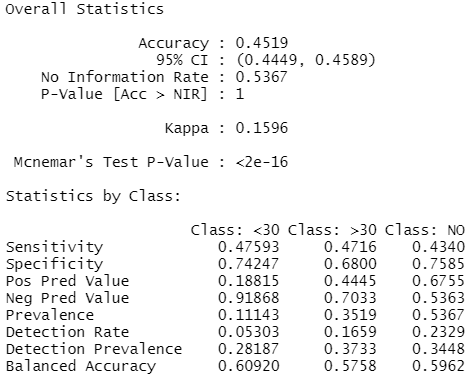 Overall Statistics
Accuracy : 0.4519
95% CI : (0.4449, 0.4589)
No Information Rate : 0.5367
P-Value [Acc > NIR] : 1
Kappa : 0.1596
Mcnemar's Test P-Value : <2e-16
Statistics by Class:
Class: <30 Class: >30 Class: NO
Sensitivity 0.47593 0.4716 0.4340
Specificity 0.74247 0.6800 0.7585
Pos Pred Value 0.18815 0.4445 0.6755
Neg Pred Value 0.91868 0.7033 0.5363
Prevalence 0.11143 0.3519 0.5367
Detection Rate 0.05303 0.1659 0.2329
Detection Prevalence 0.28187 0.3733 0.3448
Balanced Accuracy 0.60920 0.5758 0.5962